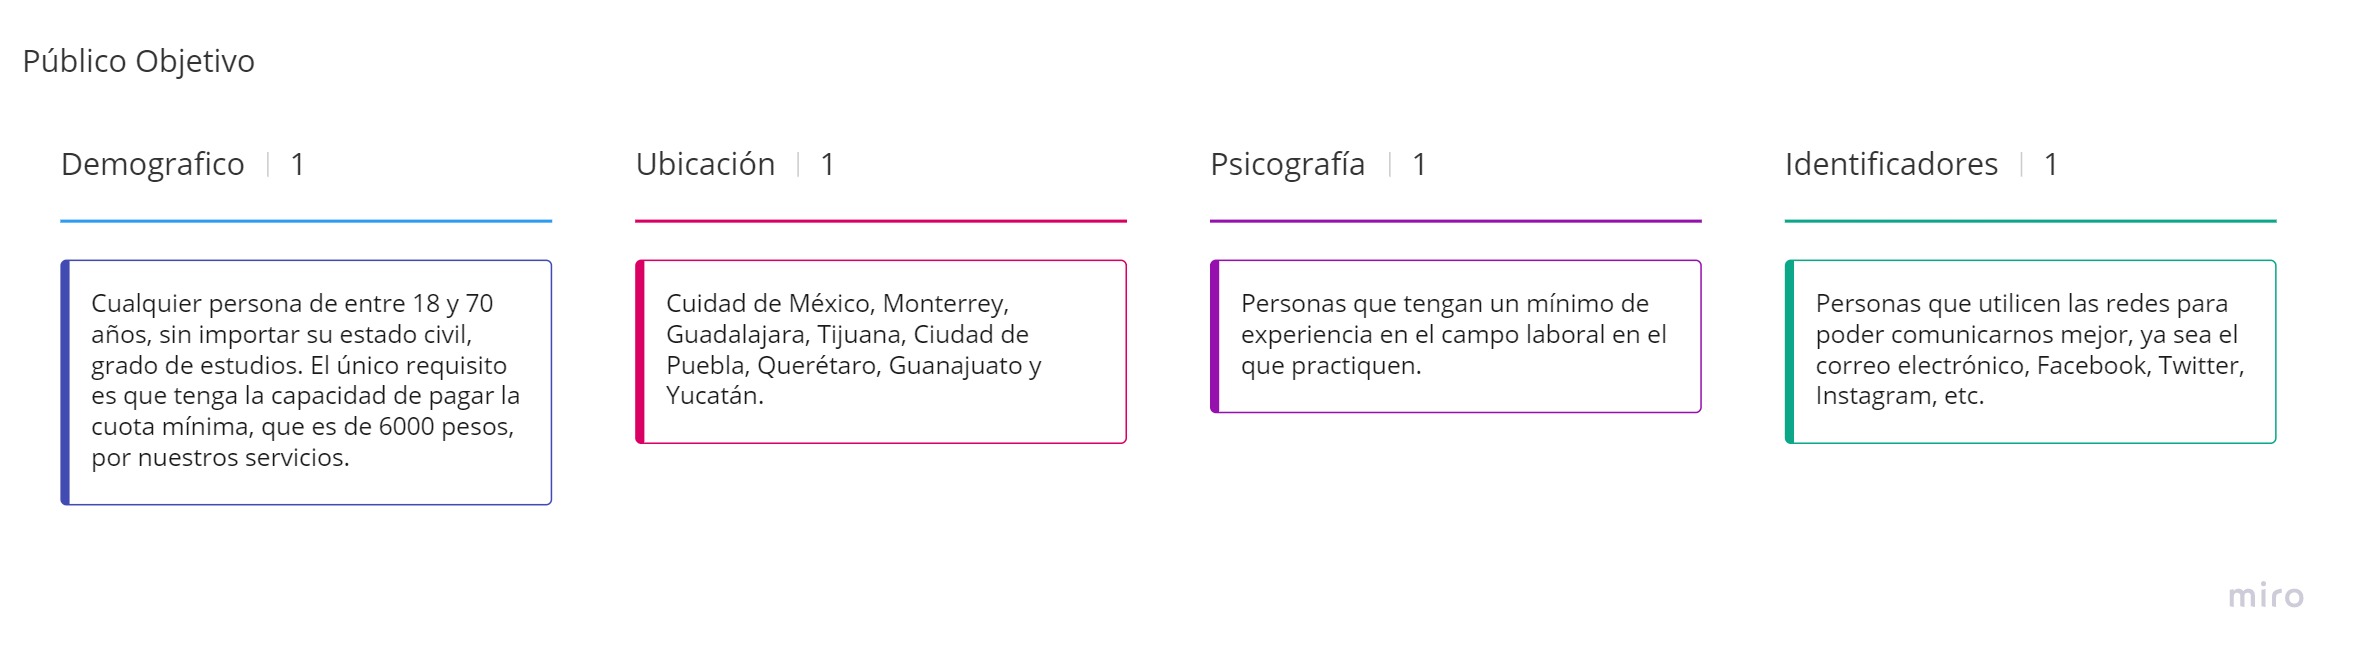 Público Objetivo
Demografico | 1
Cualquier persona de entre 18 y 70
años, sin importar su estado civil,
grado de estudios. El único requisito
es que tenga la capacidad de pagar la
cuota mínima, que es de 6000 pesos,
por nuestros servicios.
Ubicación | 1
Cuidad de México, Monterrey,
Guadalajara, Tijuana, Ciudad de
Puebla, Querétaro, Guanajuato y
Yucatán.
Psicografía | 1
Personas que tengan un mínimo de
experiencia en el campo laboral en el
que practiquen.
Identificadores | 1
Personas que utilicen las redes para
poder comunicarnos mejor, ya sea el
correo electrónico, Facebook, Twitter,
Instagram, etc.
miro